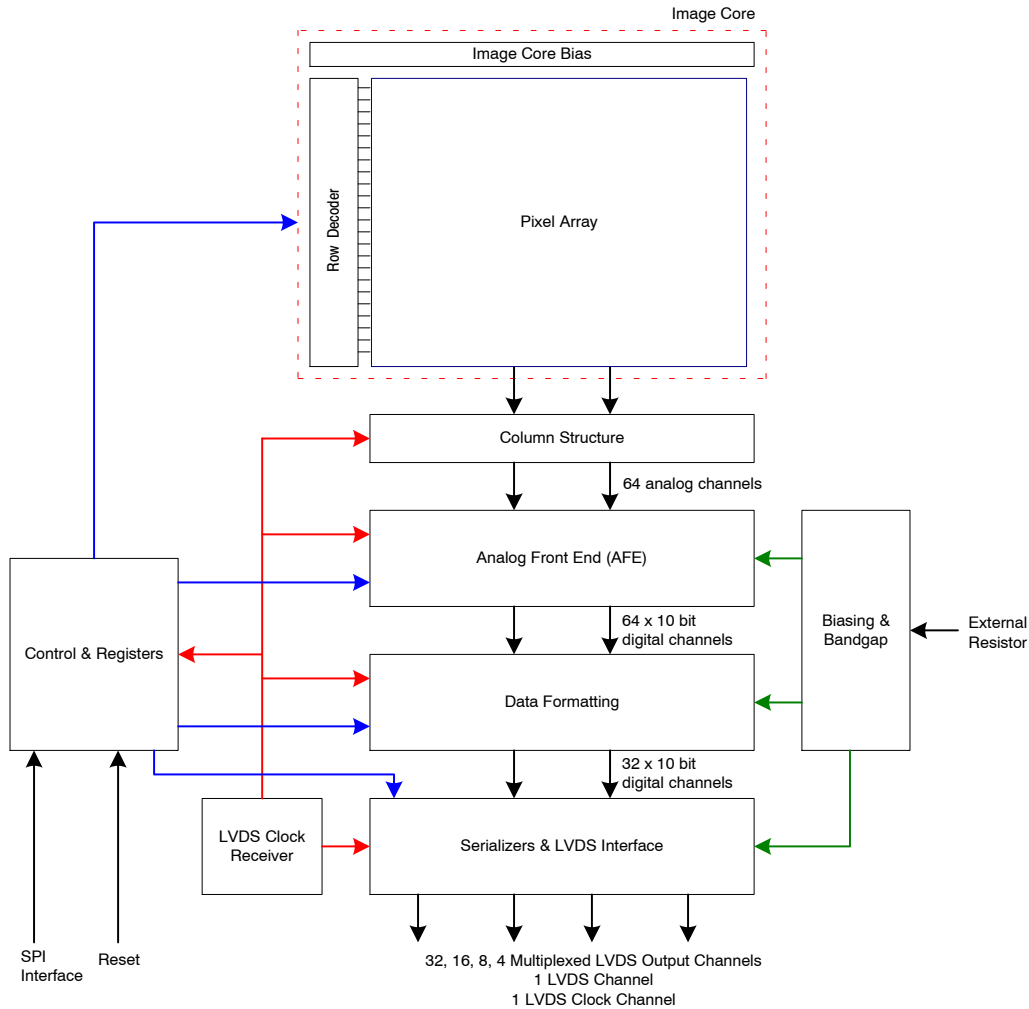 Image Core
Image Core Bias
Row Decoder
Pixel Array
Column Structure
64 analog channels
Analog Front End (AFE)
64 x 10 bit
digital channels
Biasing &
Bandgap
External
Resistor
Control & Registers
Data Formatting
32 x 10 bit
digital channels
LVDS Clock
Receiver
Serializers & LVDS Interface
SPI
Interface
Reset
32, 16, 8, 4 Multiplexed LVDS Output Channels
1 LVDS Channel
1 LVDS Clock Channel